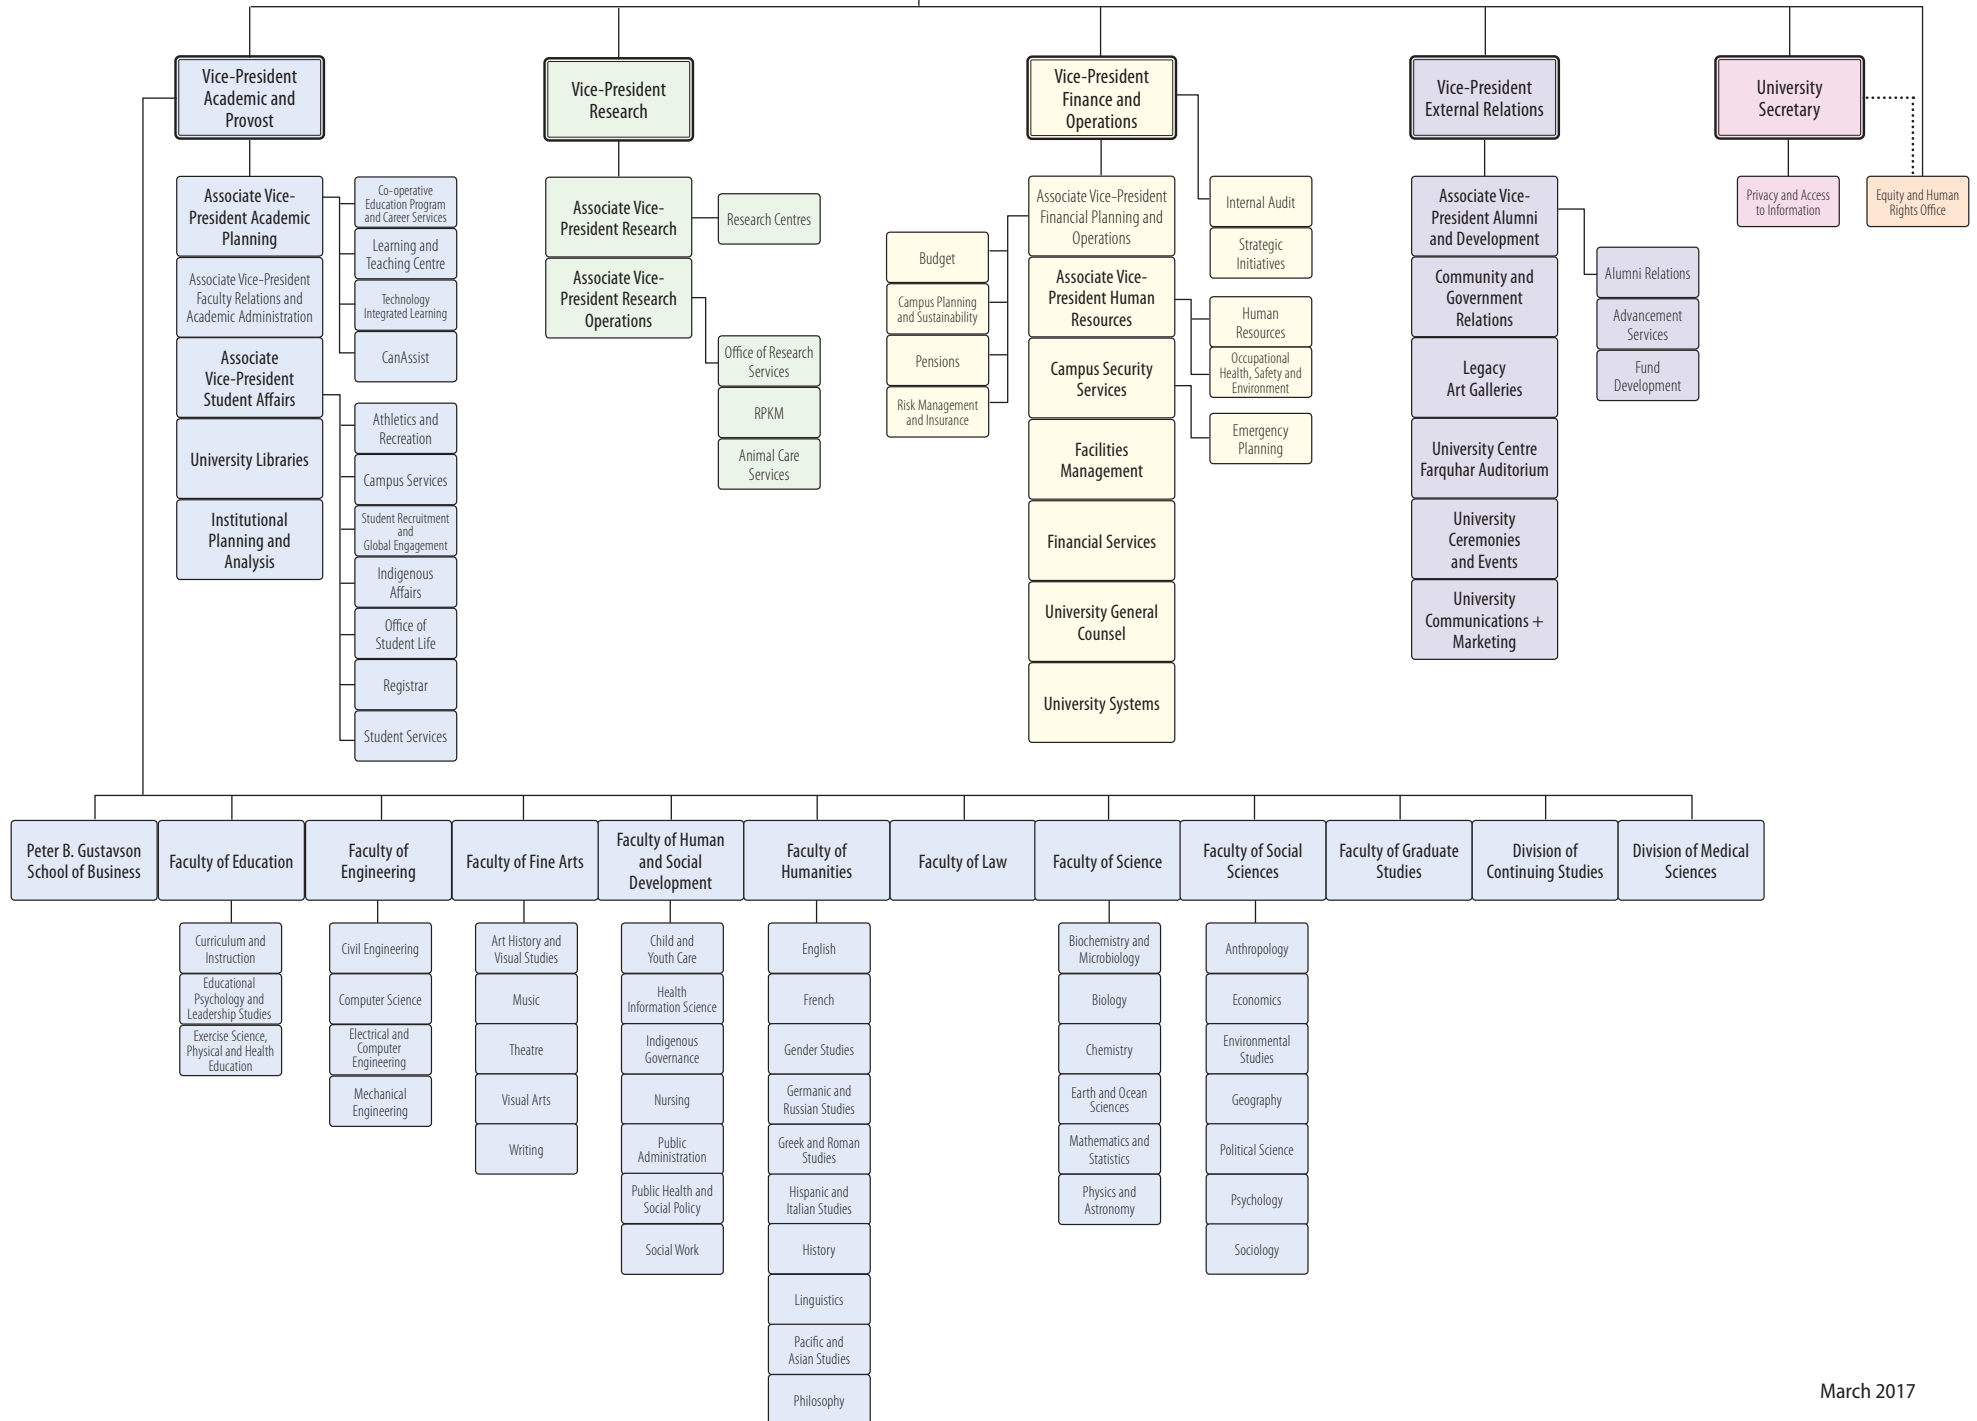 Vice-President
Academic and
Provost
Vice-President
Research
Vice-President
Finance and
Operations
Vice-President
External Relations
University
Secretary
Associate Vice-
President Academic
Planning
Associate Vice-President
Faculty Relations and
Academic Administration
Associate
Vice-President
Student Affairs
University Libraries
Institutional
Planning and
Analysis
Co-operative
Education Program
and Career Services
Learning and
Teaching Centre
Technology
Integrated Learning
CanAssist
Athletics and
Recreation
Campus Services
Student Recruitment
and
Global Engagement
Indigenous
Affairs
Office of
Student Life
Registrar
Student Services
Associate Vice-
President Research
Associate Vice-
President Research
Operations
Research Centres
Office of Research
Services
RPKM
Animal Care
Services
Budget
Campus Planning
and Sustainability
Pensions
Risk Management
and Insurance
Associate Vice-President
Financial Planning and
Operations
Associate Vice-
President Human
Resources
Campus Security
Services
Facilities
Management
Financial Services
University General
Counsel
University Systems
Internal Audit
Strategic
Initiatives
Human
Resources
Occupational
Health, Safety and
Environment
Emergency
Planning
Associate Vice-
President Alumni
and Development
Community and
Government
Relations
Legacy
Art Galleries
University Centre
Farquhar Auditorium
University
Ceremonies
and Events
University
Communications +
Marketing
Alumni Relations
Advancement
Services
Fund
Development
Privacy and Access
to Information
Equity and Human
Rights Office
Peter B. Gustavson
School of Business
Faculty of Education
Faculty of
Engineering
Faculty of Fine Arts
Faculty of Human
and Social
Development
Faculty of
Humanities
Faculty of Law
Faculty of Science
Faculty of Social
Sciences
Faculty of Graduate
Studies
Division of
Continuing Studies
Division of Medical
Sciences
Curriculum and
Instruction
Educational
Psychology and
Leadership Studies
Exercise Science,
Physical and Health
Education
Civil Engineering
Computer Science
Electrical and
Computer
Engineering
Mechanical
Engineering
Art History and
Visual Studies
Music
Theatre
Visual Arts
Writing
Child and
Youth Care
Health
Information Science
Indigenous
Governance
Nursing
Public
Administration
Public Health and
Social Policy
Social Work
English
French
Gender Studies
Germanic and
Russian Studies
Greek and Roman
Studies
Hispanic and
Italian Studies
History
Linguistics
Pacific and
Asian Studies
Philosophy
Biochemistry and
Microbiology
Biology
Chemistry
Earth and Ocean
Sciences
Mathematics and
Statistics
Physics and
Astronomy
Anthropology
Economics
Environmental
Studies
Geography
Political Science
Psychology
Sociology
March 2017